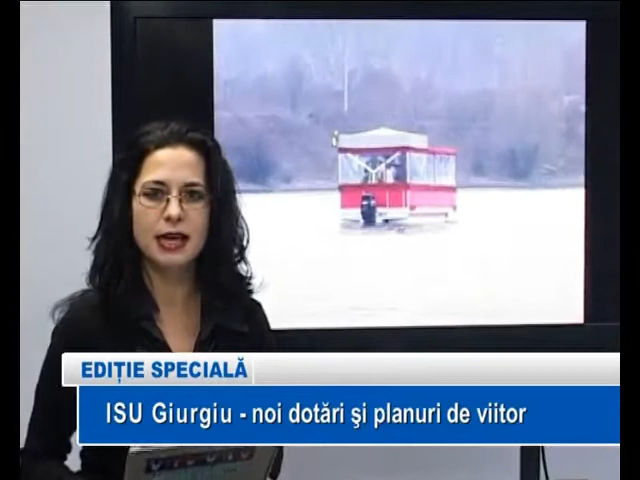 EDIȚIE SPECIALĂ
ISU Giurgiu - noi dotări şi planuri de viitor